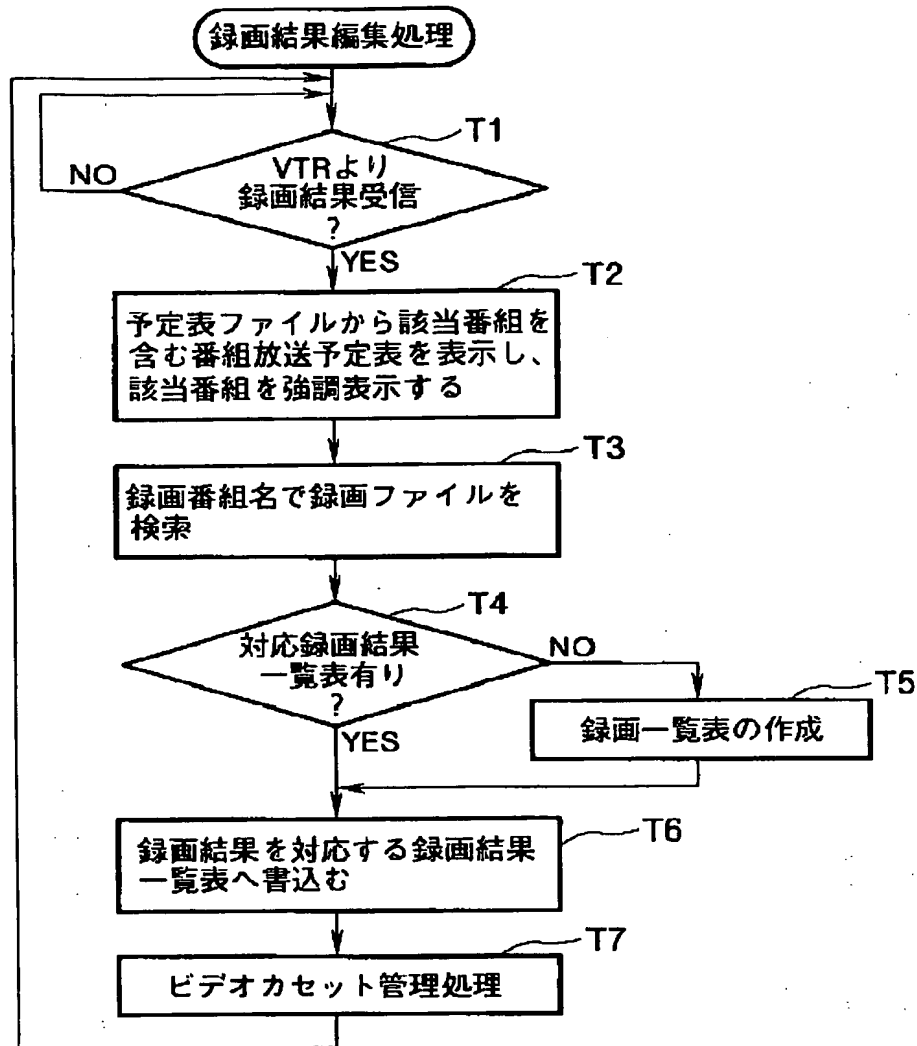 録画結果編集処理
T1
NO
VTRより
録画結果受信
?
YES
T2
予定表ファイルから該当番組を
含む番組放送予定表を表示し、
該当番組を強調表示する
T3
録画番組名で録画ファイルを
検索
T4
対応録画結果
一覧表有り
?
NO
YES
T5
録画一覧表の作成
T6
録画結果を対応する録画結果
一覧表へ書込む
T7
ビデオカセット管理処理